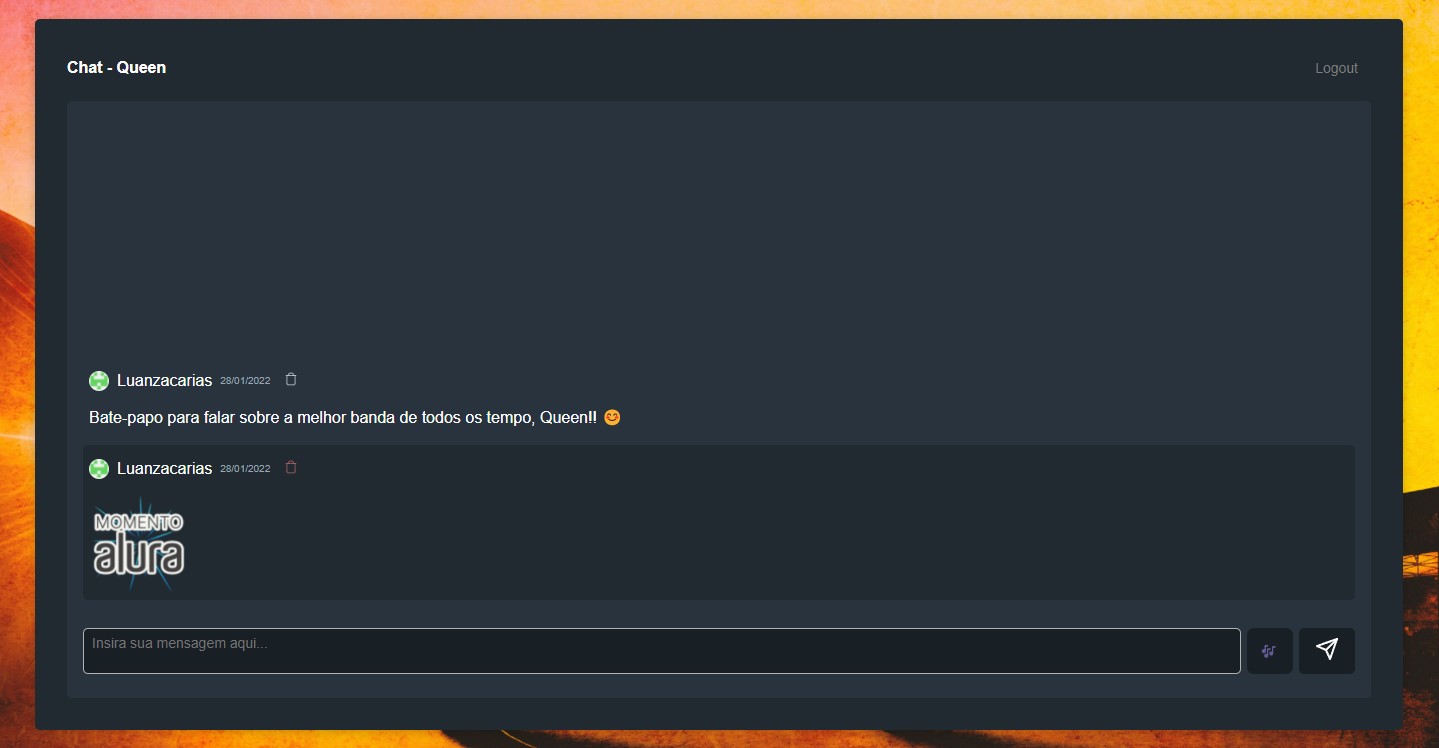 Chat - Queen
Logout
Luanzacarias 28/01/2022
Bate-papo para falar sobre a melhor banda de todos os tempo, Queen!! 😊
Luanzacarias 28/01/2022
MOMENTO
alura
Insira sua mensagem aqui...